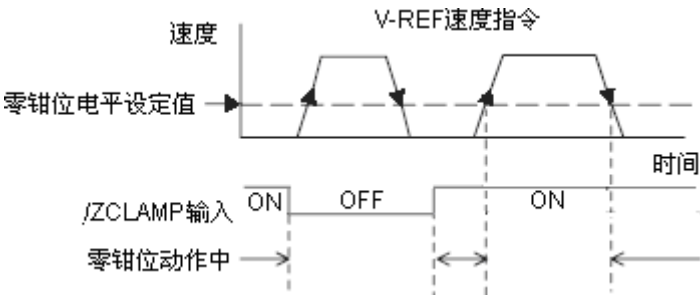 V-REF速度指令
速度
零钳位电平设定值
时间
/ZCLAMP输入
ON
OFF
ON
零钳位动作中